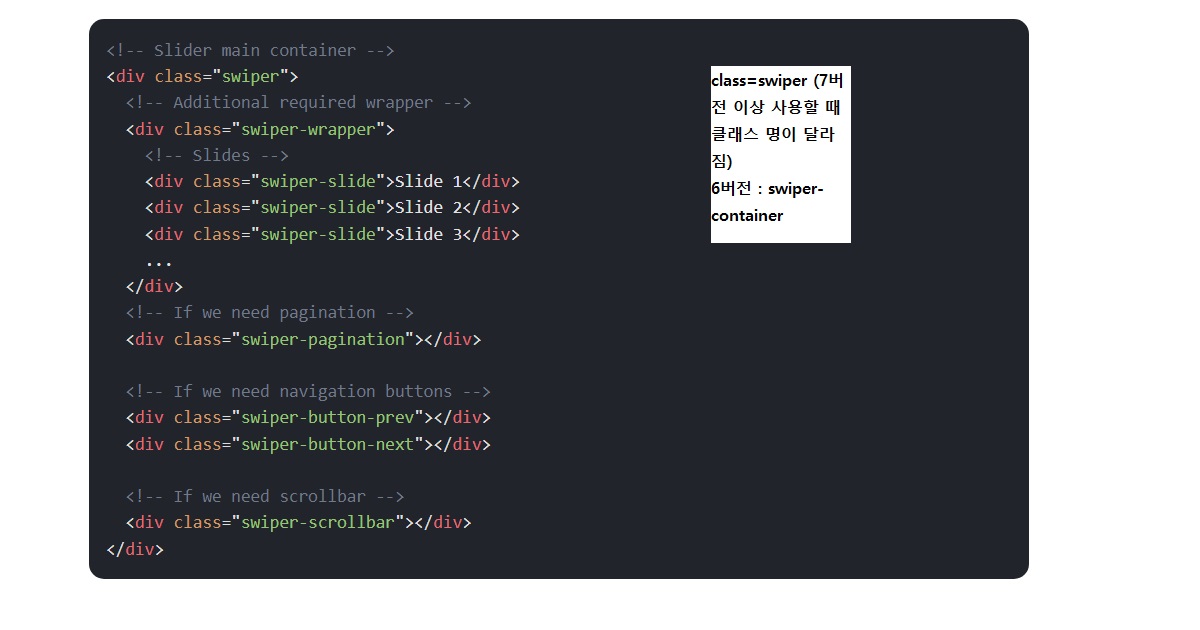 <!-- Slider main container -->
<div class="swiper">
  <!-- Additional required wrapper -->
  <div class="swiper-wrapper">
    <!-- Slides -->
    <div class="swiper-slide">Slide 1</div>
    <div class="swiper-slide">Slide 2</div>
    <div class="swiper-slide">Slide 3</div>
    ...
  </div>
  <!-- If we need pagination -->
  <div class="swiper-pagination"></div>

  <!-- If we need navigation buttons -->
  <div class="swiper-button-prev"></div>
  <div class="swiper-button-next"></div>

  <!-- If we need scrollbar -->
  <div class="swiper-scrollbar"></div>
</div>
class=swiper (7버
전 이상 사용할 때
클래스 명이 달라
짐)
6버전 : swiper-
container